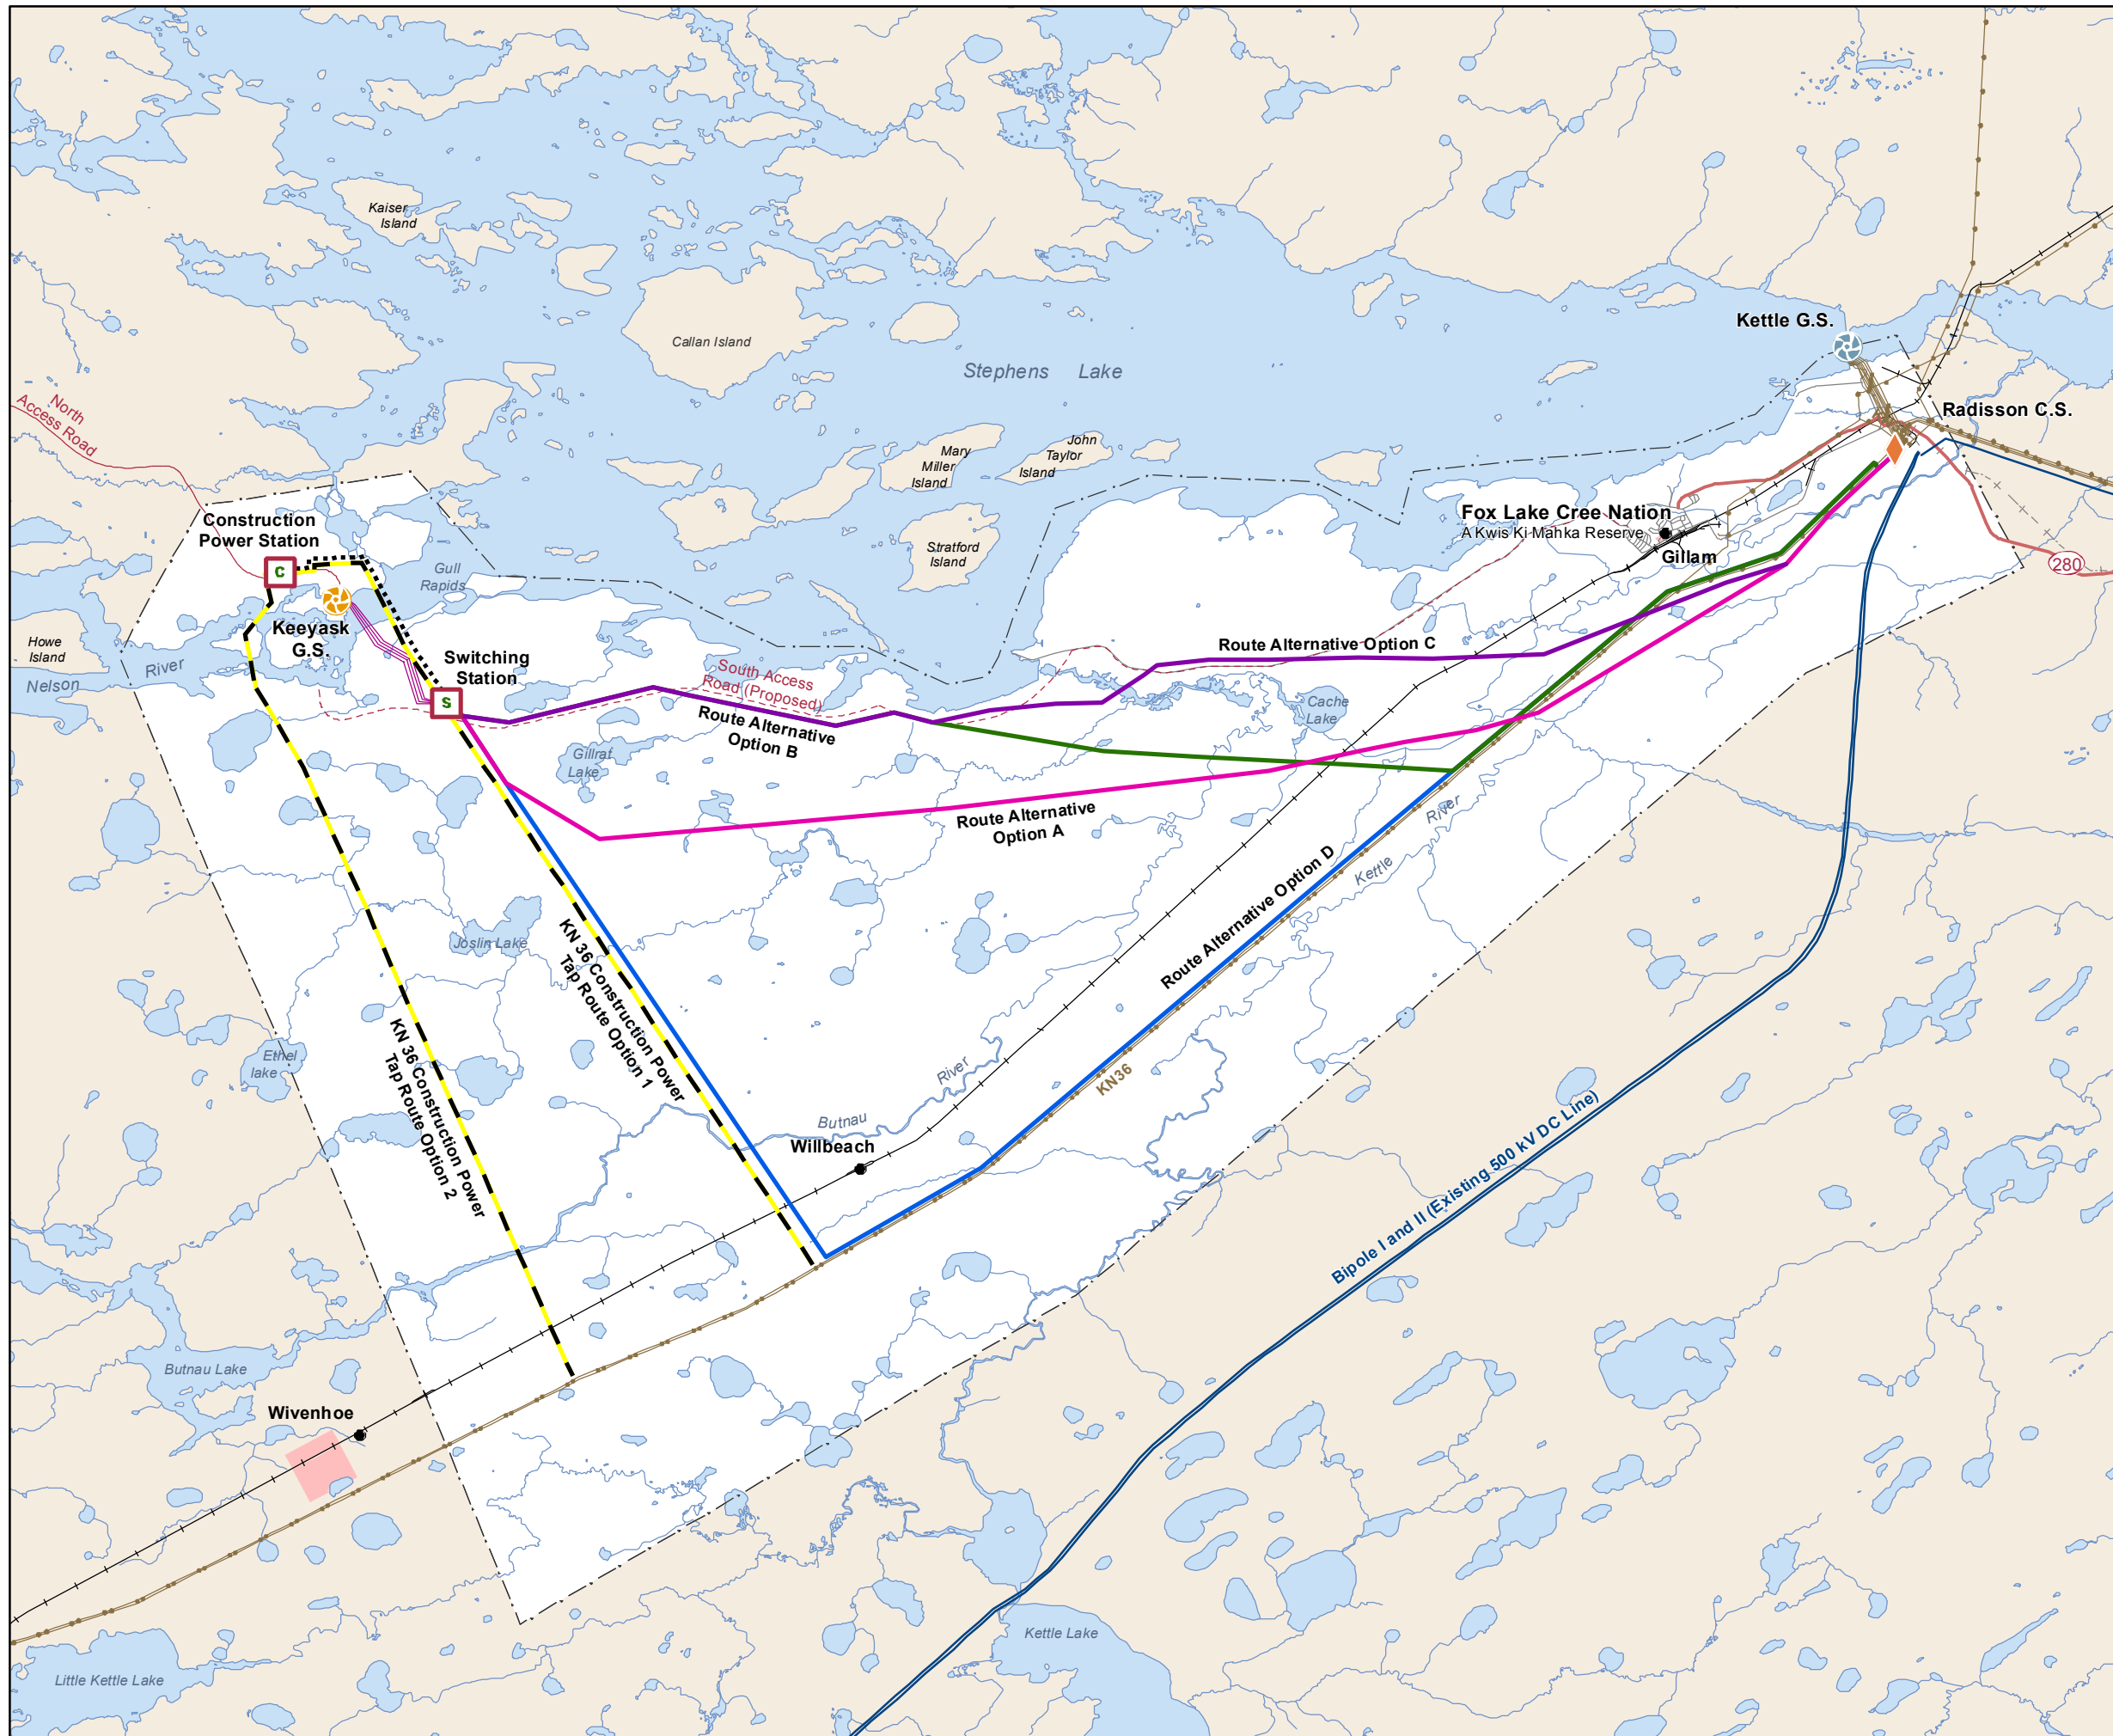 Kaiser
Island
Callan Island
Stephens Lake
Kettle G.S.
Radisson C.S.
North
Access Road
Mary
Miller
Island
John
Taylor
Island
Stratford
Island
Fox Lake Cree Nation
A Kwis Ki Mahka Reserve
Gillam
280
Construction
Power Station
C
Gull
Rapids
Keeyask
G.S.
Howe
Island
Nelson
River
Switching
Station
S
South Access
Road (Proposed)
Route Alternative
Option B
Route Alternative Option C
Cache
Lake
Gillraf
Lake
Route Alternative
Option A
River
Kettle
Route Alternative Option D
Joslin Lake
KN 36 Construction Power
Tap Route Option 1
KN 36 Construction Power
Tap Route Option 2
Ethel
lake
River
Butnau
KN36
Willbeach
Bipole I and II (Existing 500 kV DC Line)
Butnau Lake
Wivenhoe
Kettle Lake
Little Kettle Lake